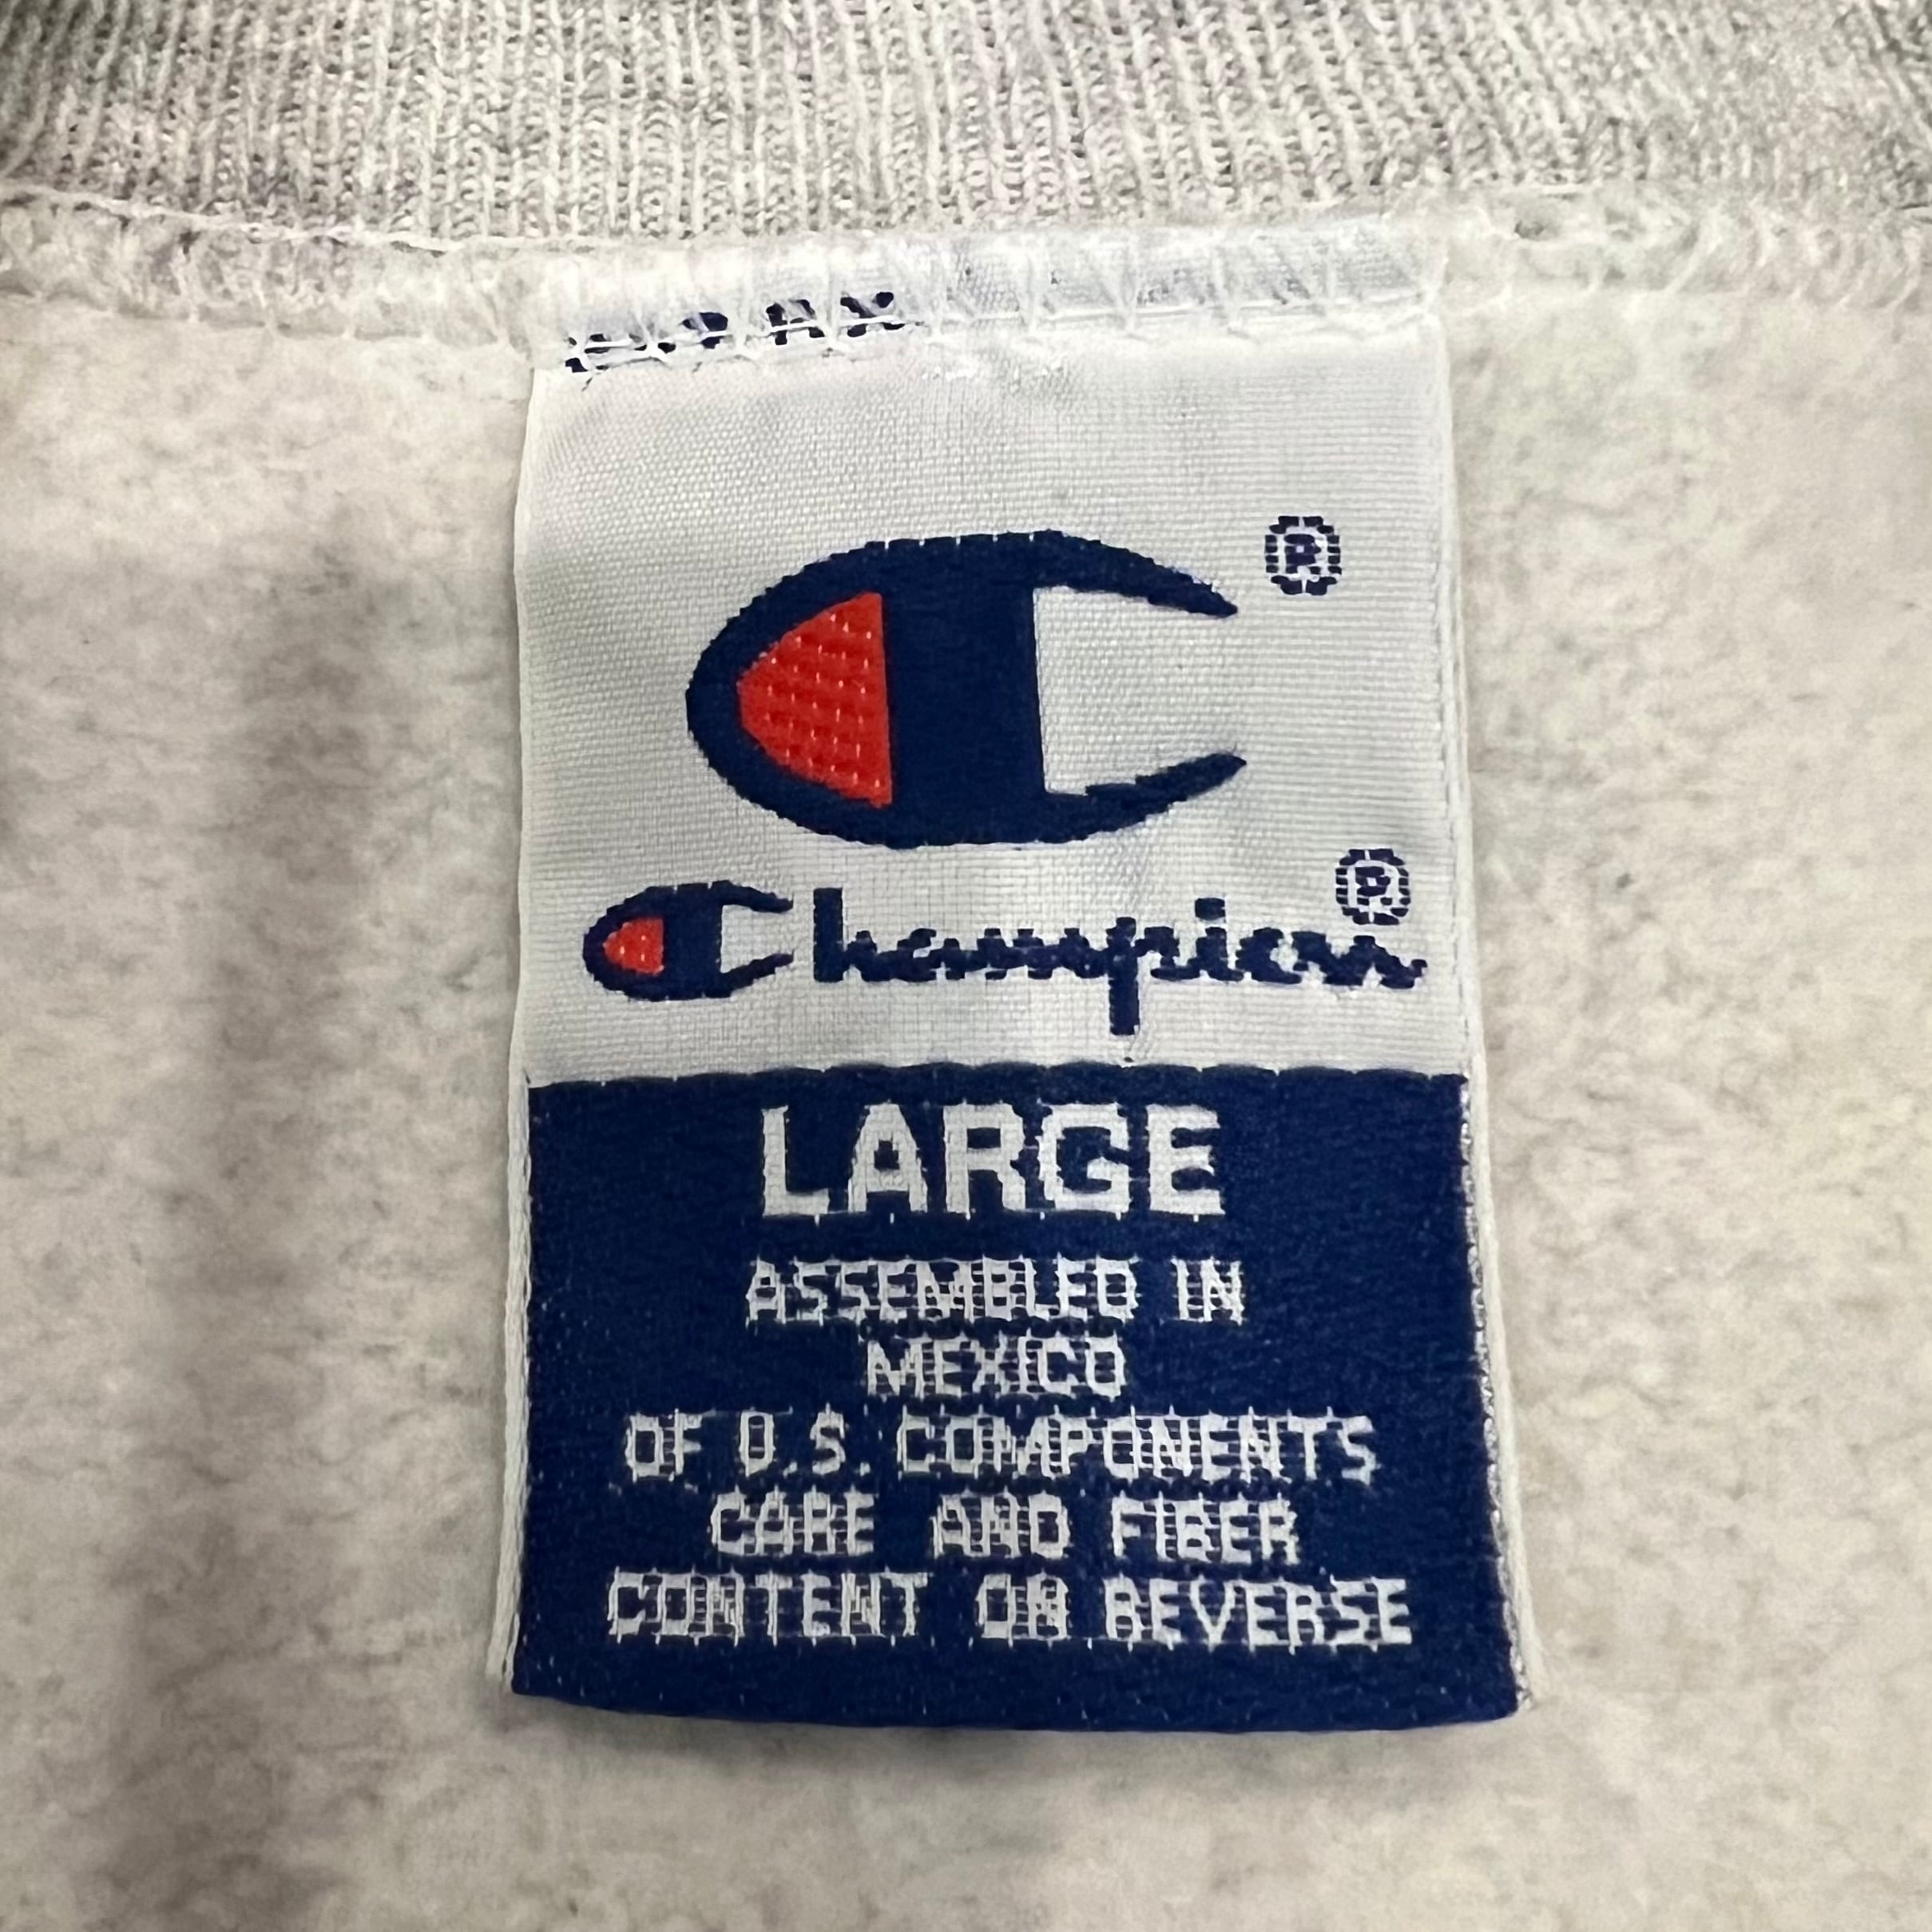 ®
Champion®
LARGE
ASSEMBLED IN
MEXICO
OF U.S. COMPONENTS
CARE AND FIBER
CONTENT ON REVERSE